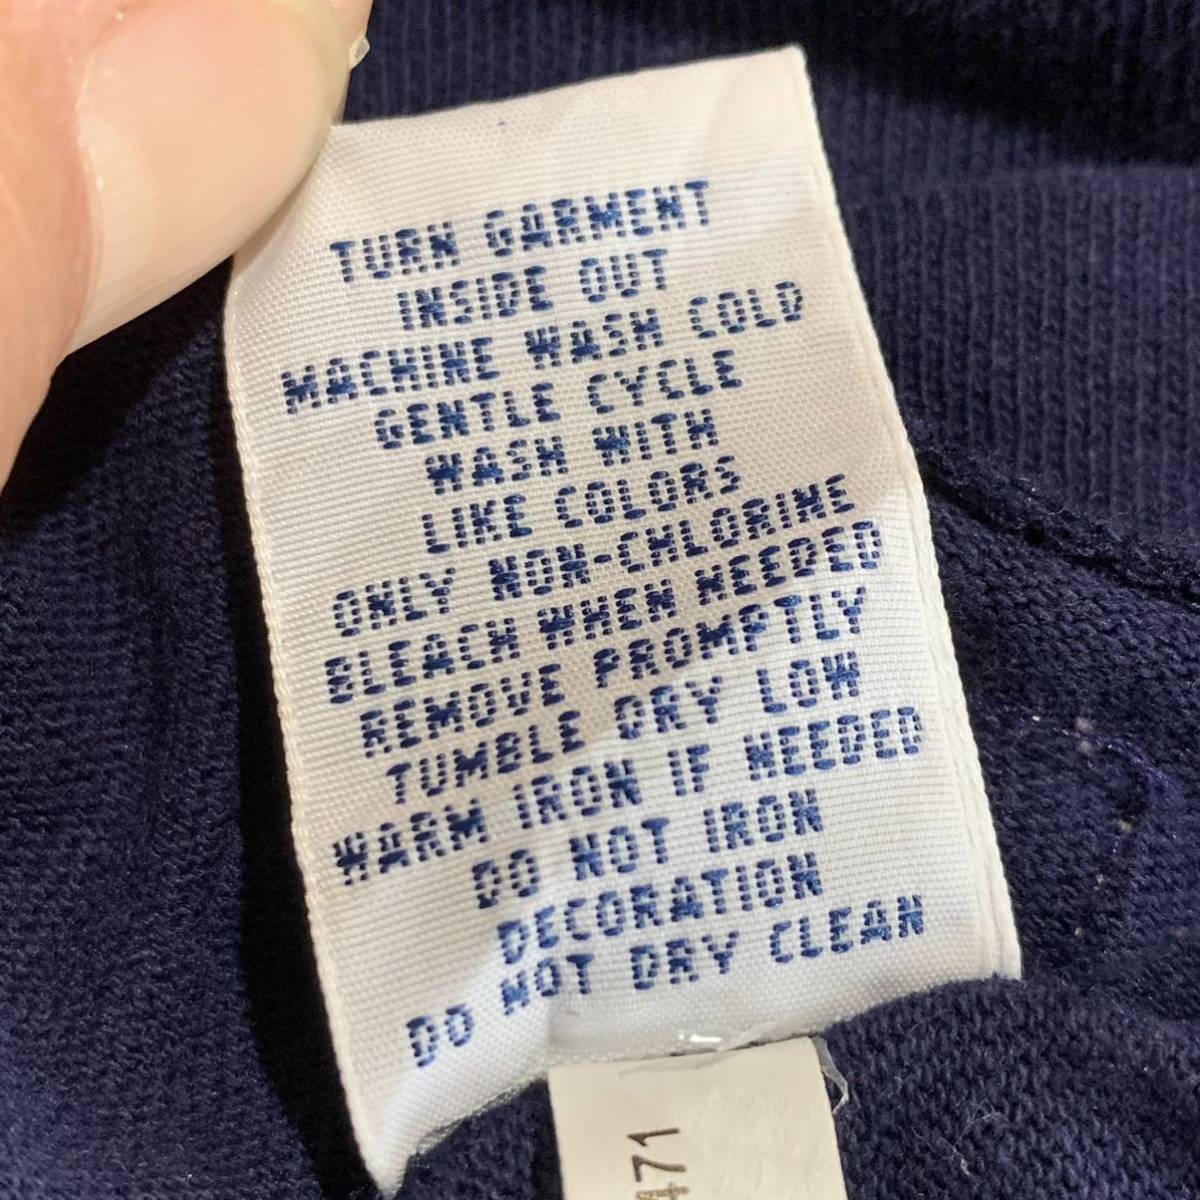 TURN GARMENT
INSIDE OUT
MACHINE WASH COLD
GENTLE CYCLE
WASH WITH
LIKE COLORS
ONLY NON-CHLORINE
BLEACH WHEN NEEDED
REMOVE PROMPTLY
TUMBLE DRY LOW
WARM IRON IF NEEDED
DO NOT IRON
DECORATION
DO NOT DRY CLEAN
471